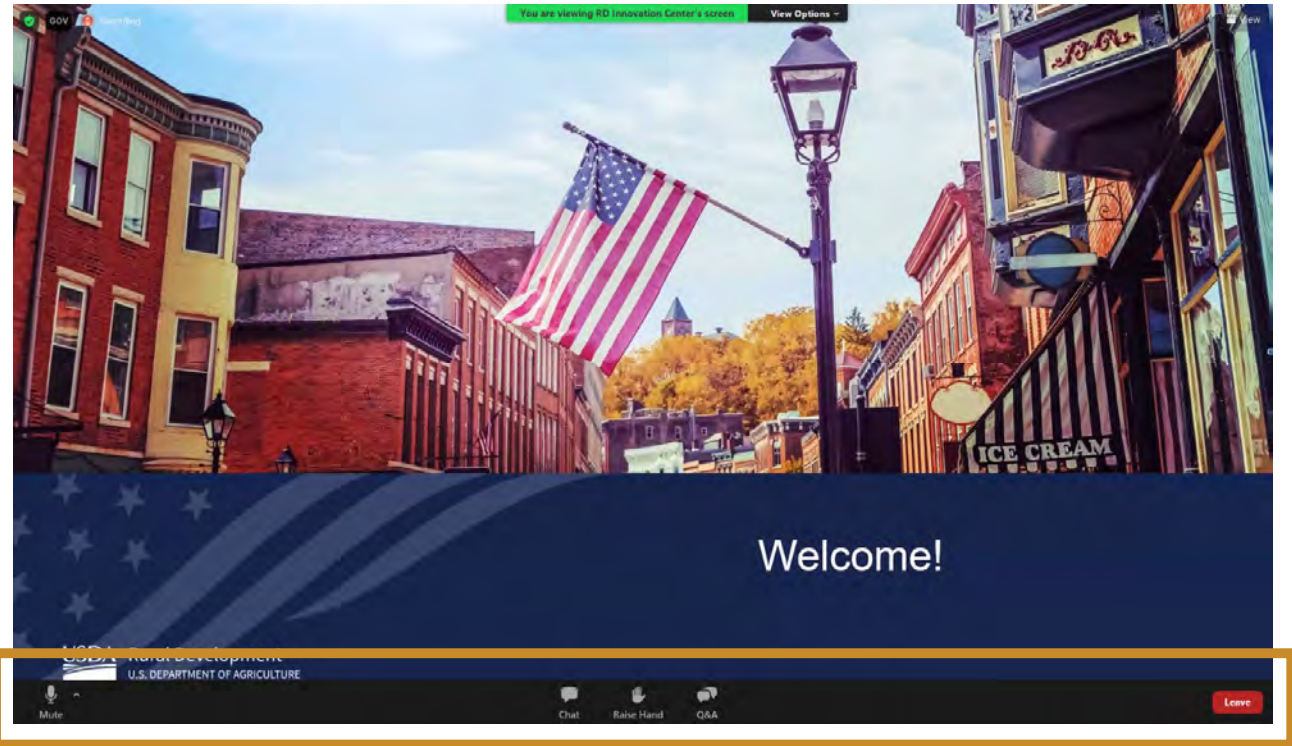 GOV
You are viewing RD Innovation Center's screen
View Options
View
ICE CREAM
Welcome!
USDA Rural Development
U.S. DEPARTMENT OF AGRICULTURE
Mute
Chat
Raise Hand
Q&A
Leave